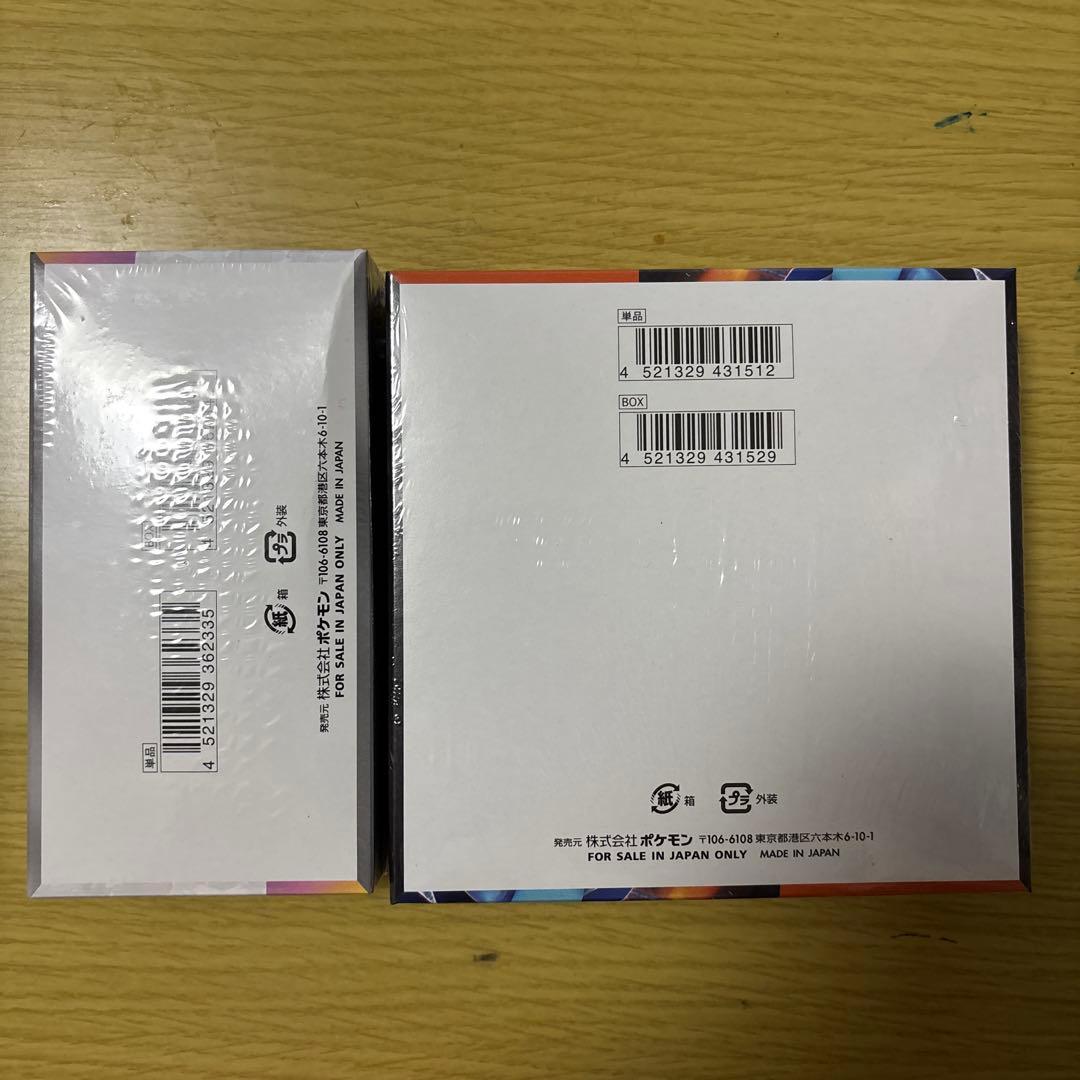 単品
4 521329 362335
BOX
紙 箱
プラ 外装
発売元 株式会社 ポケモン 〒106-6108 東京都港区六本木6-10-1
FOR SALE IN JAPAN ONLY MADE IN JAPAN
単品
4 521329 431512
BOX
4 521329 431529
紙 箱
プラ 外装
発売元 株式会社 ポケモン 〒106-6108 東京都港区六本木6-10-1
FOR SALE IN JAPAN ONLY MADE IN JAPAN